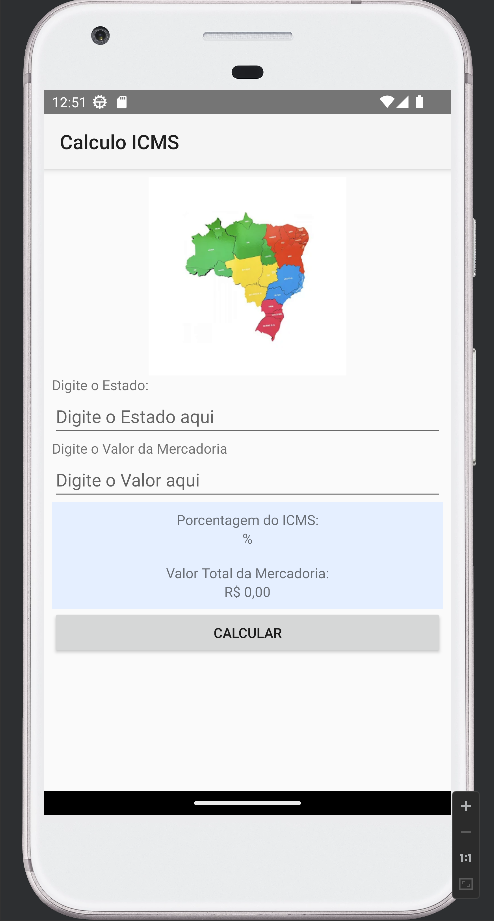 12:51
Calculo ICMS
Digite o Estado:
Digite o Estado aqui
Digite o Valor da Mercadoria
Digite o Valor aqui
Porcentagem do ICMS:
%
Valor Total da Mercadoria:
R$ 0,00
CALCULAR
1:1